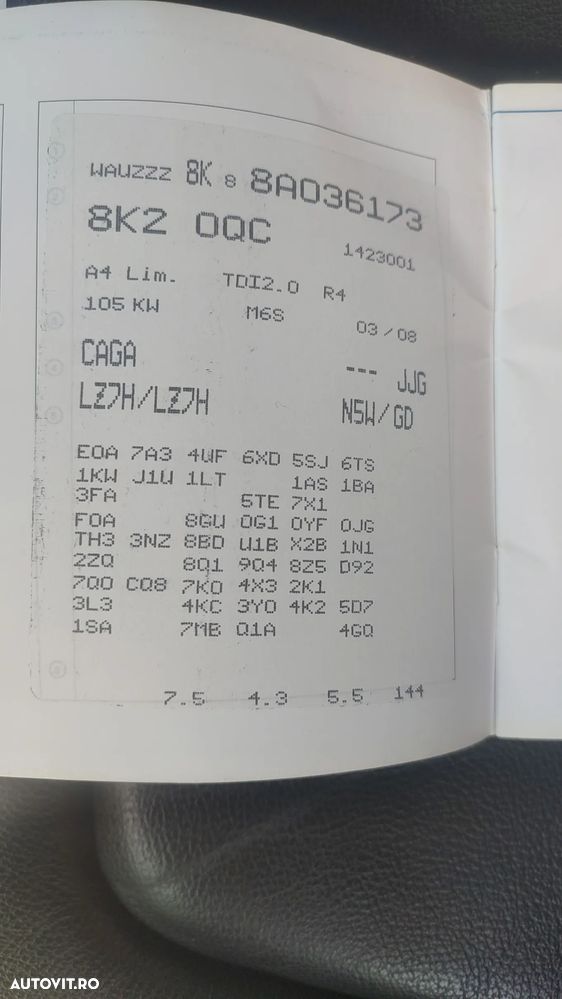 WAUZZZ 8K 8 8A036173
8K2 0QC 1423001
A4 Lim. TDI2.0 R4
105 KW M6S 03/08
CAGA --- JJG
LZ7H/LZ7H N5W/GD
E0A 7A3 4UF 6XD 5SJ 6TS
1KW J1U 1LT 1AS 1BA
3FA 5TE 7X1
F0A 8GU 0G1 0YF 0JG
TH3 3NZ 8BD U1B X2B 1N1
2ZQ 8Q1 9Q4 8Z5 D92
7Q0 CQ8 7K0 4X3 2K1
3L3 4KC 3Y0 4K2 5D7
1SA 7MB Q1A 4GQ
7.5 4.3 5.5 144
AUTOVIT.RO